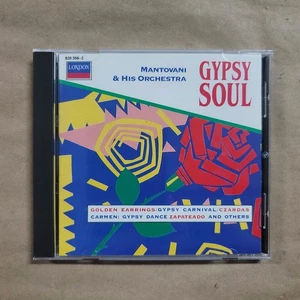 LONDON
MANTOVANI
& HIS ORCHESTRA
GYPSY
SOUL
GOLDEN EARRINGS/GYPSY CARNIVAL/CZARDAS
CARMEN: GYPSY DANCE ZAPATEADO AND OTHERS